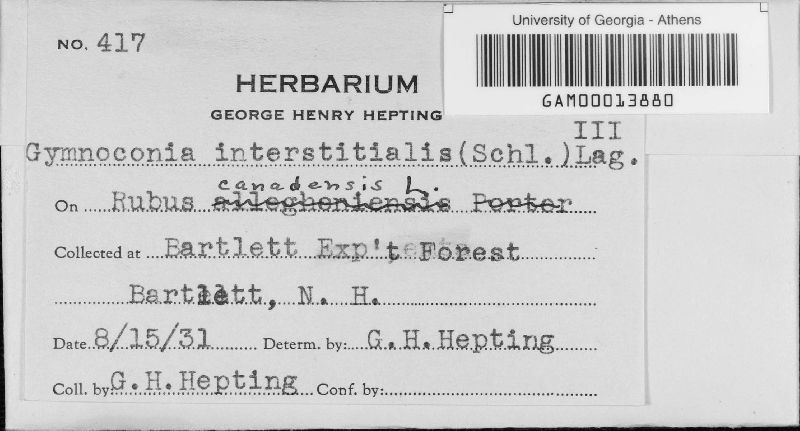 University of Georgia - Athens
GAM00013880
NO. 417
HERBARIUM
GEORGE HENRY HEPTING
III
Gymnoconia interstitialis(Schl.)Lag.
canadensis L.
On Rubus allegheniensis Porter
Collected at Bartlett Exp't Forest
Bartlett, N. H.
Date 8/15/31 Determ. by: G.H.Hepting
Coll. by: G.H.Hepting Conf. by: